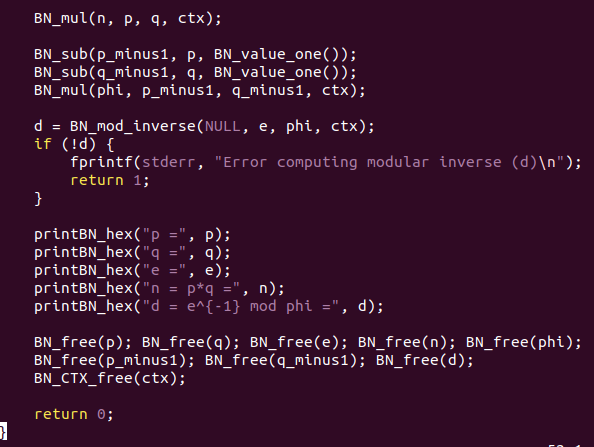 BN_mul(n, p, q, ctx);
BN_sub(p_minus1, p, BN_value_one());
BN_sub(q_minus1, q, BN_value_one());
BN_mul(phi, p_minus1, q_minus1, ctx);
d = BN_mod_inverse(NULL, e, phi, ctx);
if (!d) {
fprintf(stderr, "Error computing modular inverse (d)\n");
return 1;
}
printBN_hex("p =", p);
printBN_hex("q =", q);
printBN_hex("e =", e);
printBN_hex("n = p*q =", n);
printBN_hex("d = e^{-1} mod phi =", d);
BN_free(p); BN_free(q); BN_free(e); BN_free(n); BN_free(phi);
BN_free(p_minus1); BN_free(q_minus1); BN_free(d);
BN_CTX_free(ctx);
return 0;
}